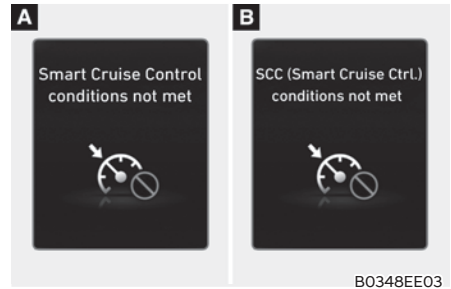 A
Smart Cruise Control
conditions not met
B
SCC (Smart Cruise Ctrl.)
conditions not met
B0348EE03